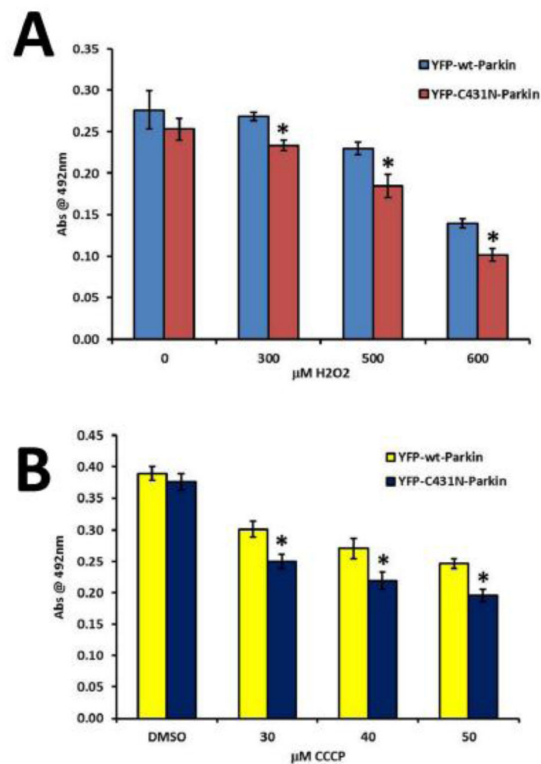 A
0.35
0.30
0.25
0.20
0.15
0.10
0.05
0.00
Abs @ 492nm
YFP-wt-Parkin
YFP-C431N-Parkin
*
*
*
0 300 500 600
µM H2O2
B
0.45
0.40
0.35
0.30
0.25
0.20
0.15
0.10
0.05
0.00
Abs @ 492nm
YFP-wt-Parkin
YFP-C431N-Parkin
*
*
*
DMSO 30 40 50
µM CCCP